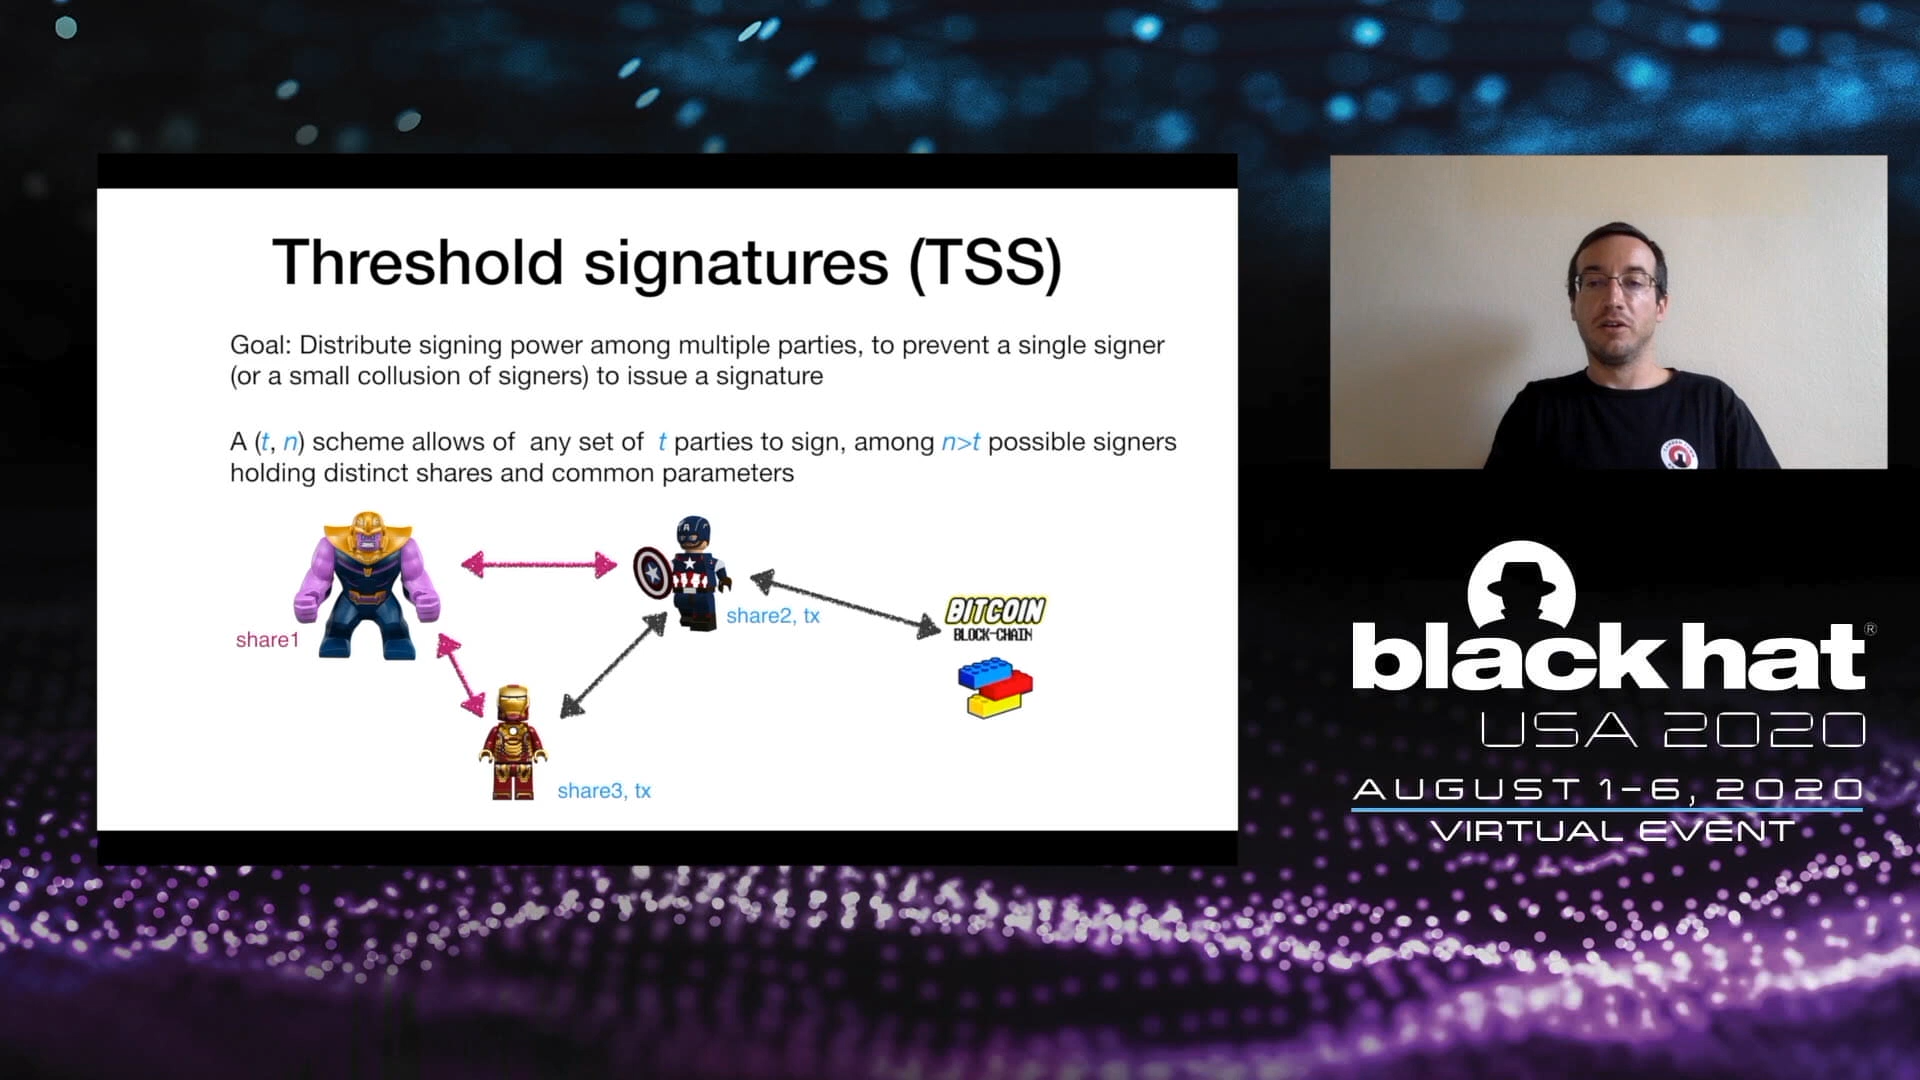 Threshold signatures (TSS)
Goal: Distribute signing power among multiple parties, to prevent a single signer
(or a small collusion of signers) to issue a signature
A (t, n) scheme allows of any set of t parties to sign, among n>t possible signers
holding distinct shares and common parameters
share1
share2, tx
share3, tx
BITCOIN
BLOCK-CHAIN
black hat®
USA 2020
AUGUST 1-6, 2020
VIRTUAL EVENT